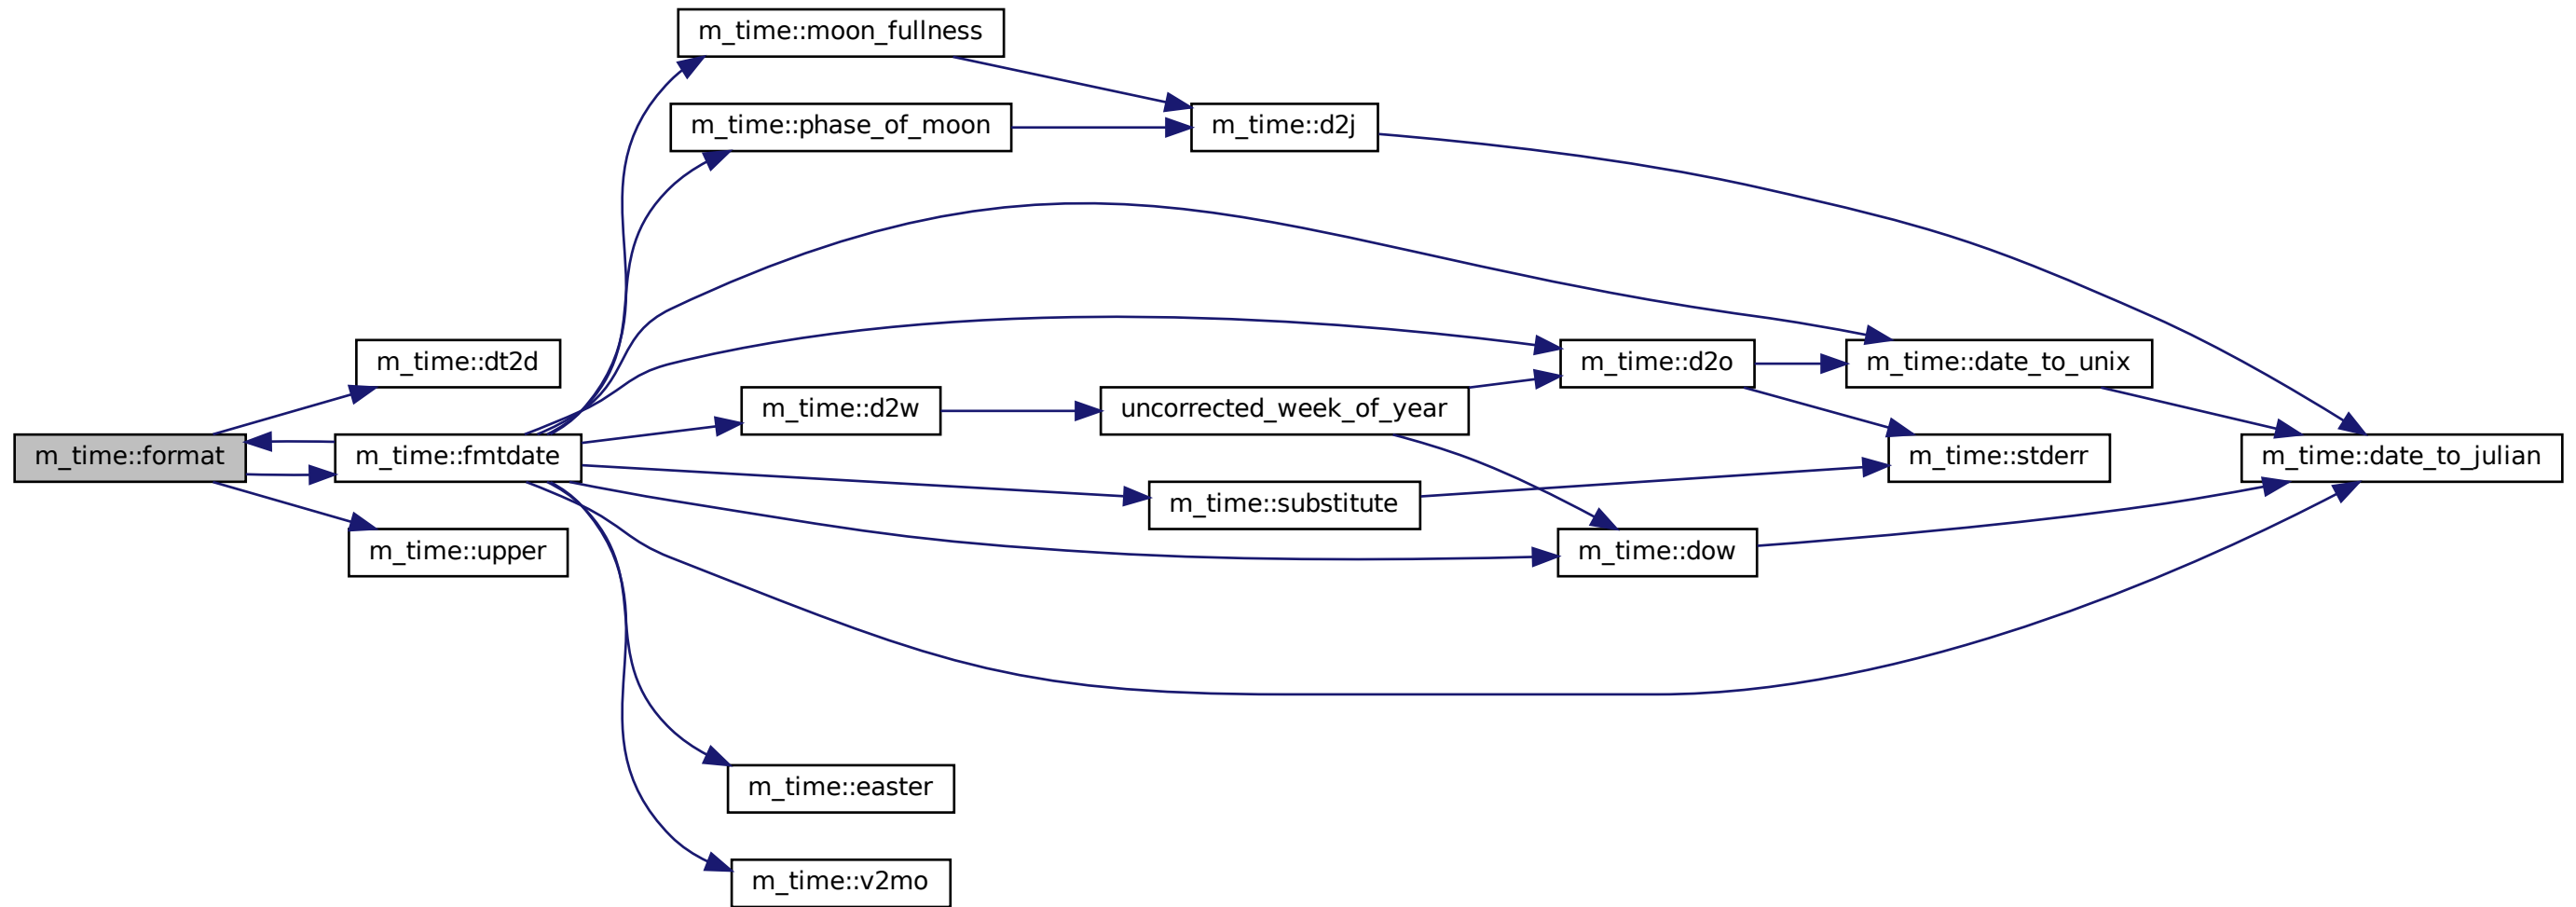 m_time::moon_fullness
m_time::phase_of_moon
m_time::d2j
m_time::dt2d
m_time::d2o
m_time::date_to_unix
m_time::d2w
uncorrected_week_of_year
m_time::format
m_time::fmtdate
m_time::stderr
m_time::date_to_julian
m_time::substitute
m_time::upper
m_time::dow
m_time::easter
m_time::v2mo